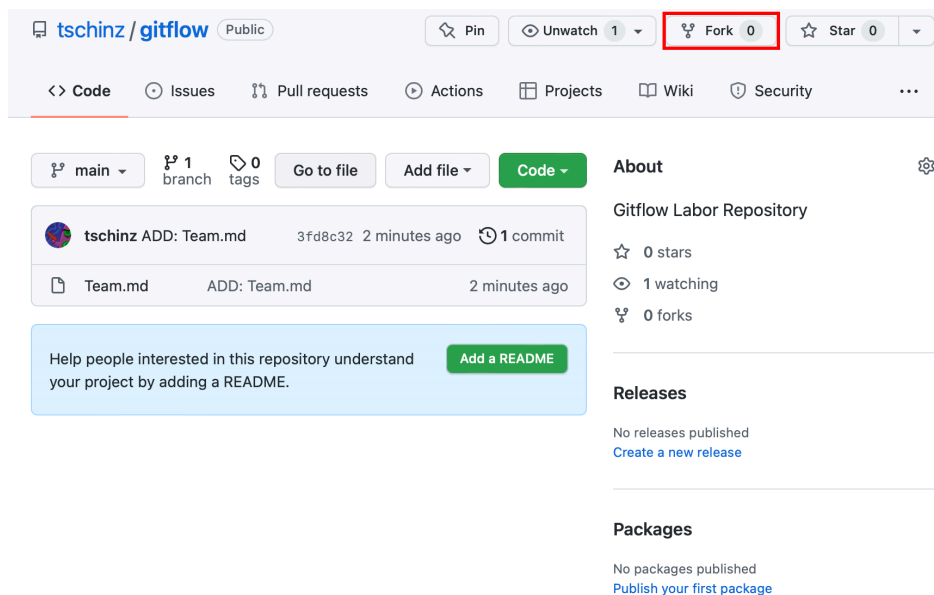 tschinz / gitflow Public Pin Unwatch 1 Fork 0 Star 0
Code Issues Pull requests Actions Projects Wiki Security
main 1 branch 0 tags Go to file Add file Code
tschinz ADD: Team.md 3fd8c32 2 minutes ago 1 commit
Team.md ADD: Team.md 2 minutes ago
Help people interested in this repository understand
your project by adding a README.
Add a README
About
Gitflow Labor Repository
0 stars
1 watching
0 forks
Releases
No releases published
Create a new release
Packages
No packages published
Publish your first package